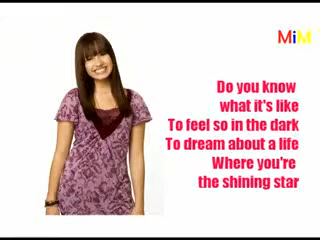 MiM
Do you know
what it's like
To feel so in the dark
To dream about a life
Where you're
the shining star